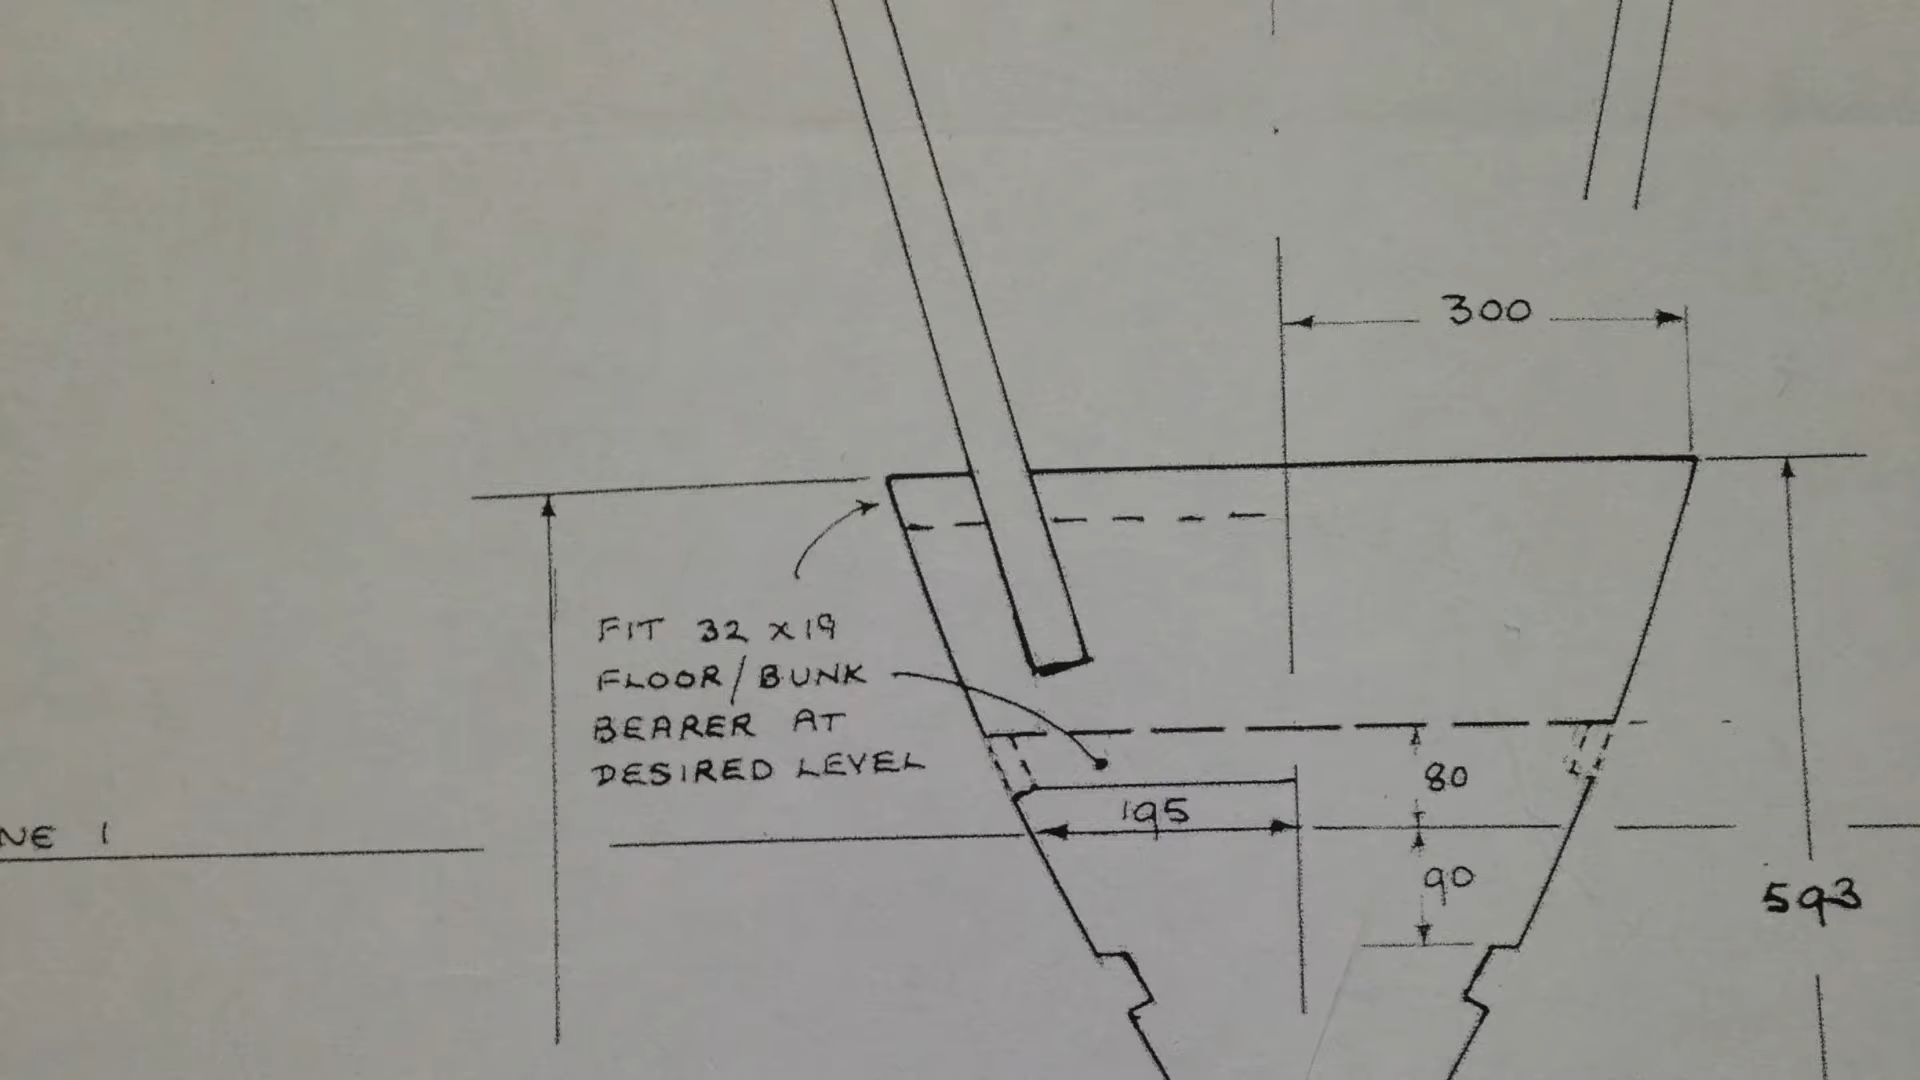 300
FIT 32 x 19
FLOOR/BUNK
BEARER AT
DESIRED LEVEL
80
195
NE 1
90
593